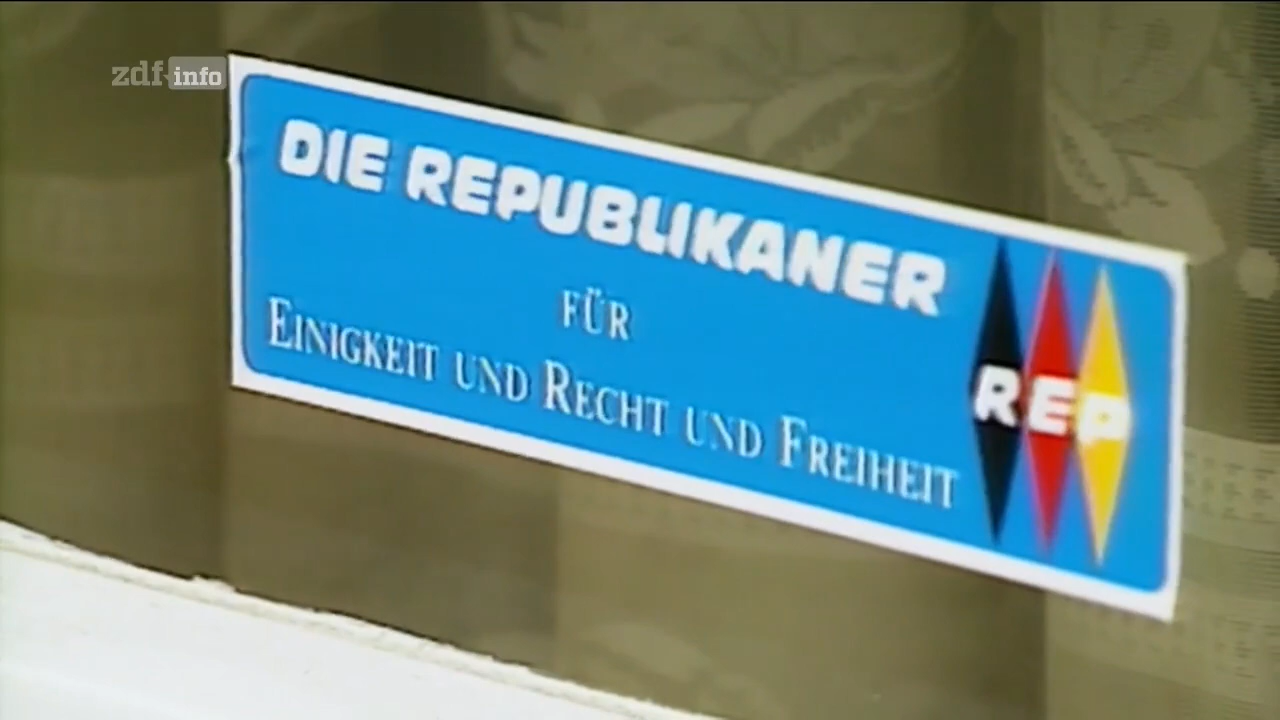 zdf info
DIE REPUBLIKANER
FÜR
EINIGKEIT UND RECHT UND FREIHEIT
REP